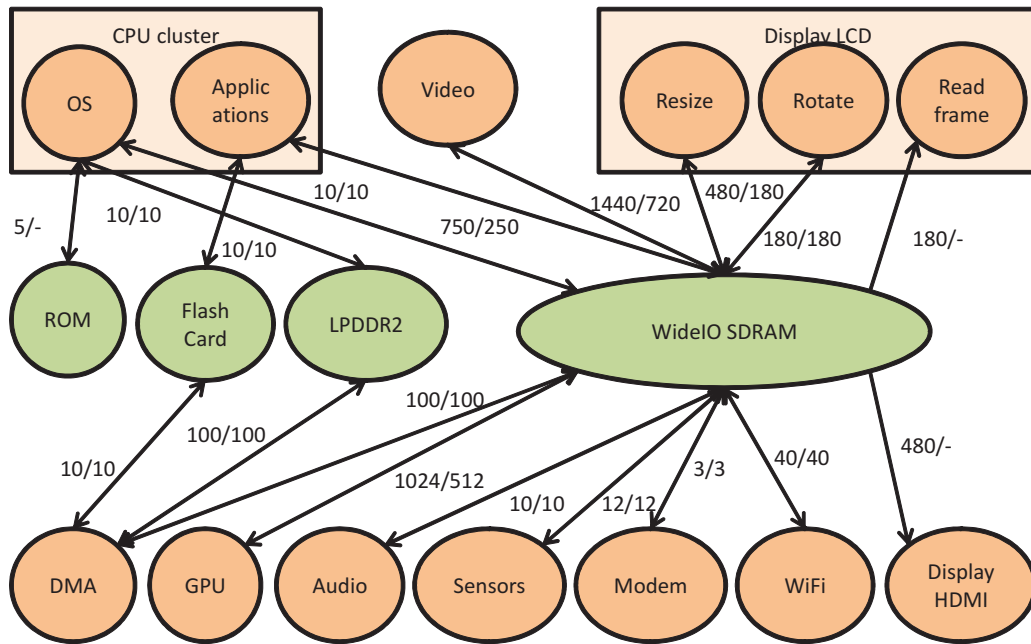 CPU cluster
Display LCD
OS
Applic
ations
Video
Resize
Rotate
Read
frame
5/-
10/10
10/10
10/10
750/250
1440/720
480/180
180/180
180/-
ROM
Flash
Card
LPDDR2
WideIO SDRAM
10/10
100/100
100/100
1024/512
10/10
12/12
3/3
40/40
480/-
DMA
GPU
Audio
Sensors
Modem
WiFi
Display
HDMI